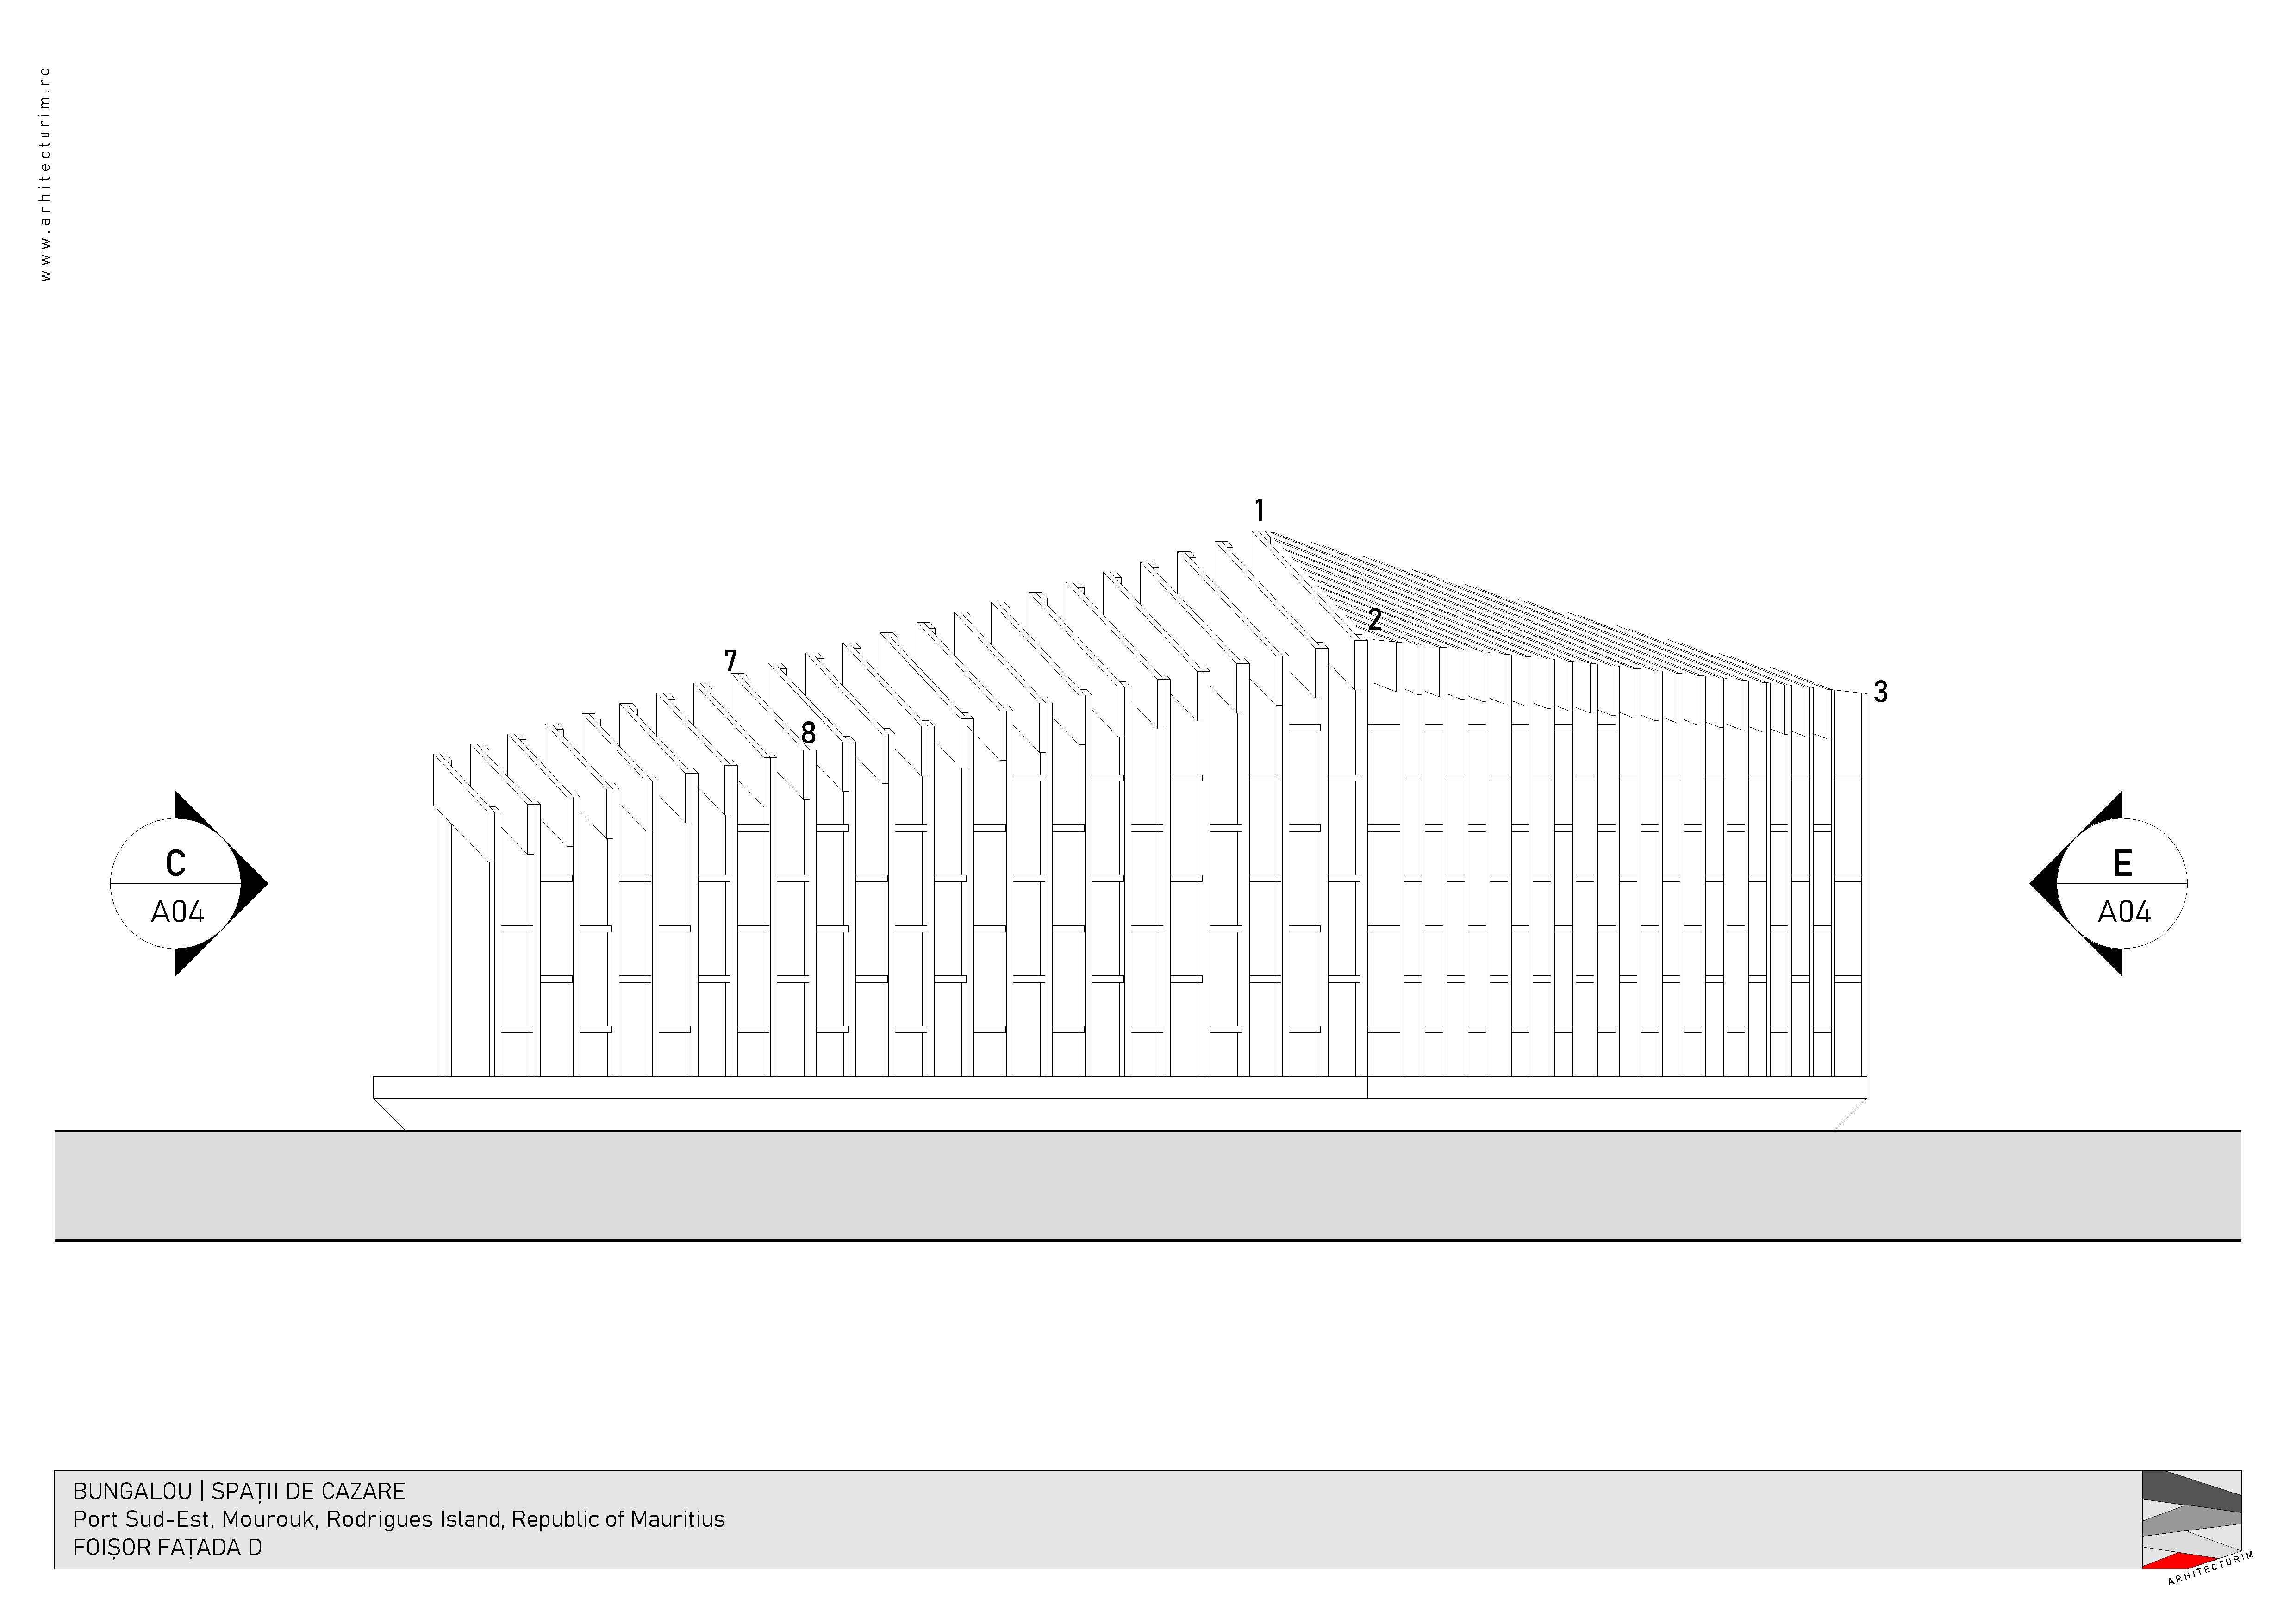 www.arhitecturim.ro
1
2
7
3
8
C
A04
E
A04
BUNGALOU | SPAȚII DE CAZARE
Port Sud-Est, Mourouk, Rodrigues Island, Republic of Mauritius
FOIȘOR FAȚADA D
ARHITECTURIM